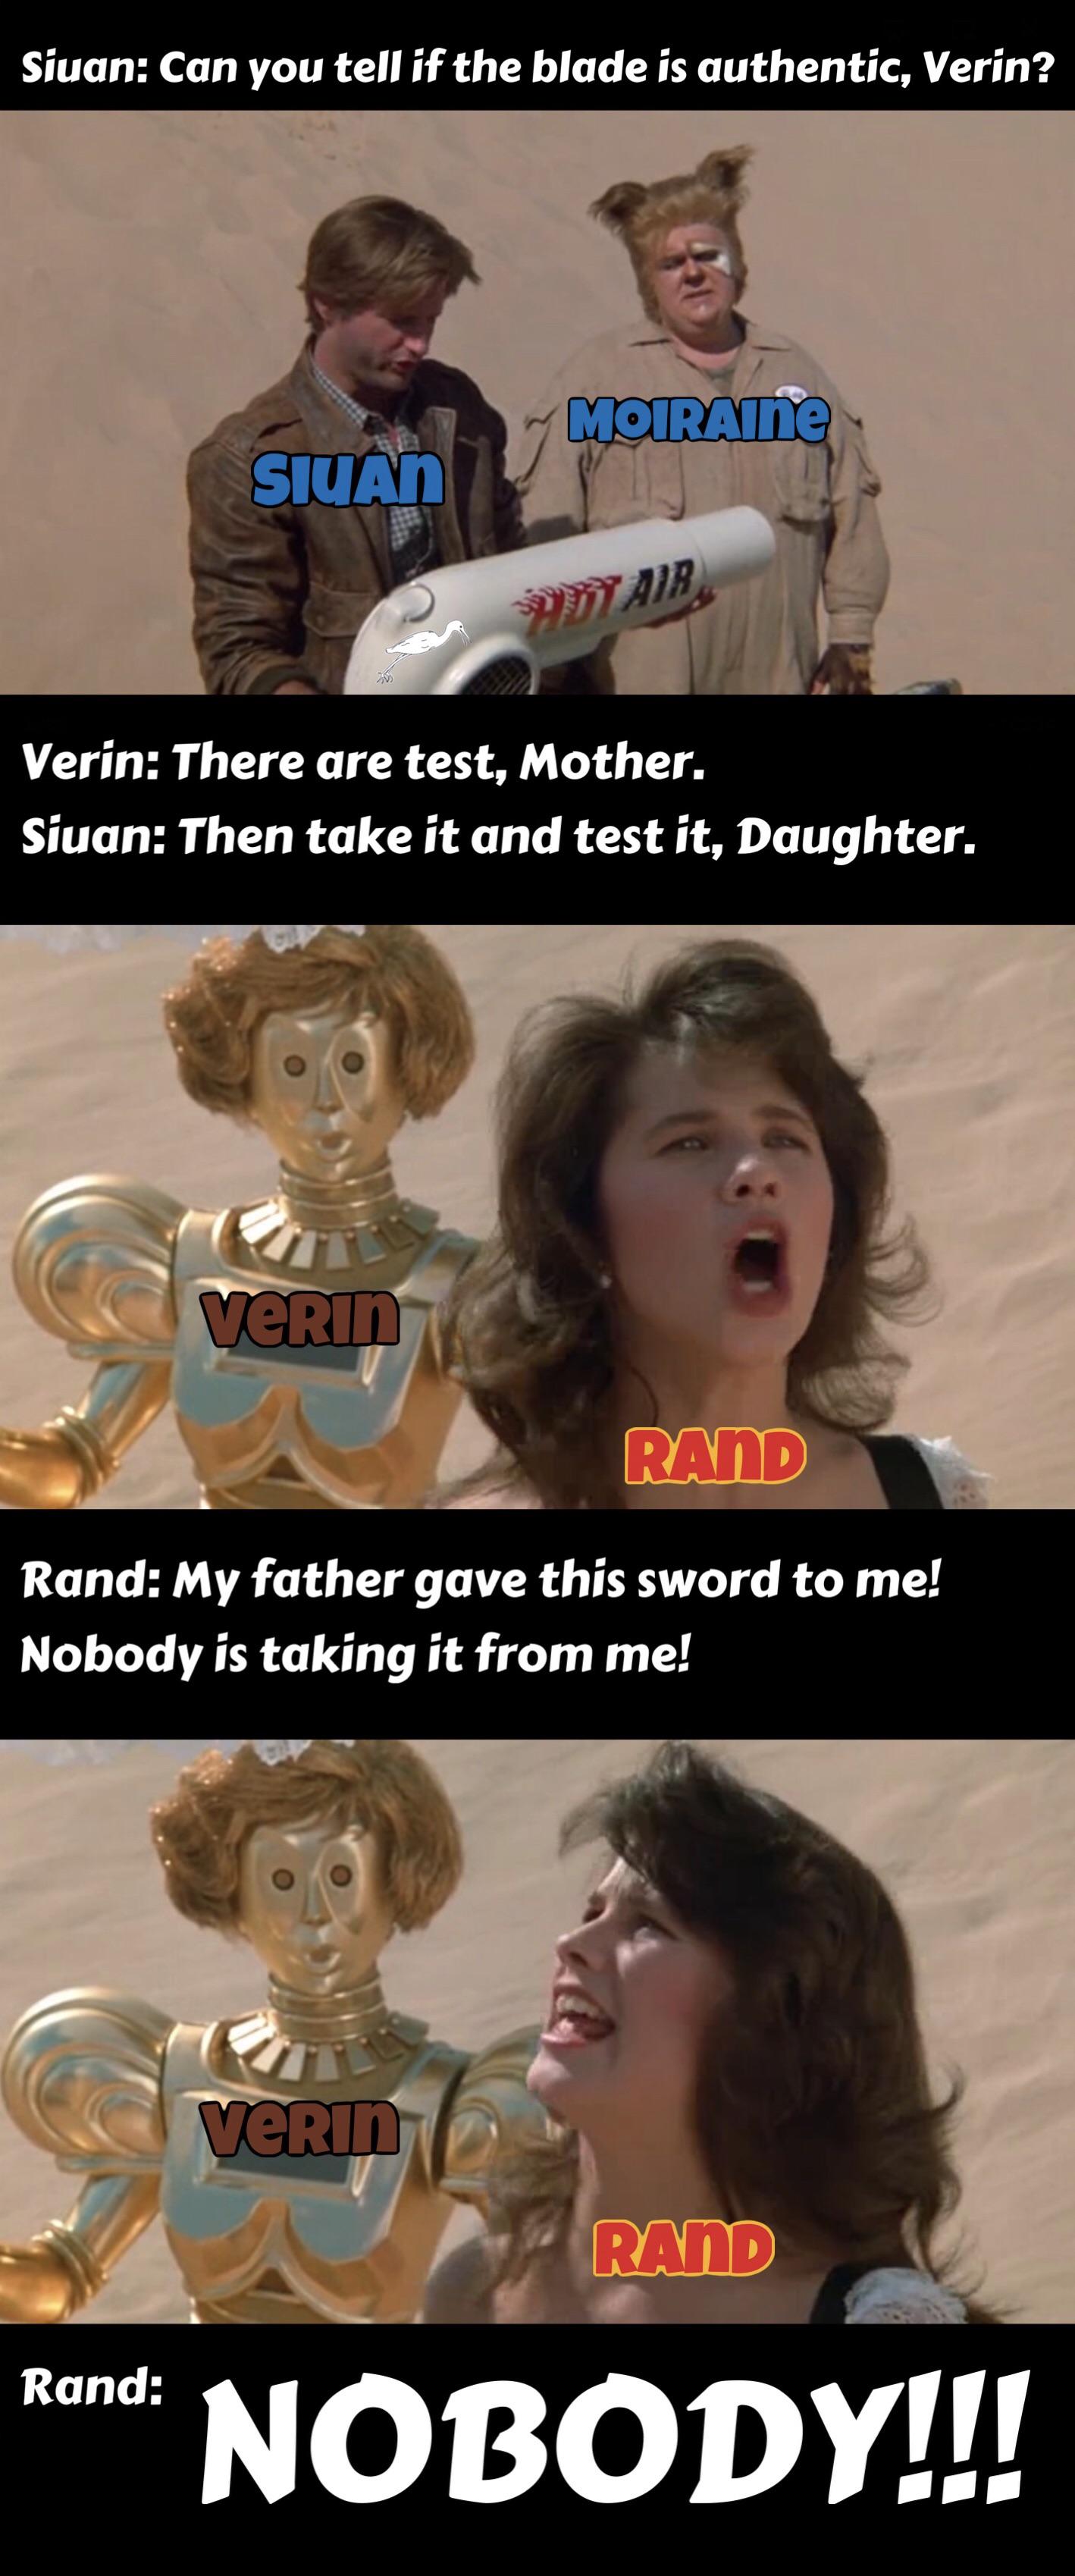 Siuan: Can you tell if the blade is authentic, Verin?
MOIRAINE
SIUAN
HOT AIR
Verin: There are test, Mother.
Siuan: Then take it and test it, Daughter.
VERIN
RAND
Rand: My father gave this sword to me!
Nobody is taking it from me!
VERIN
RAND
Rand: NOBODY!!!